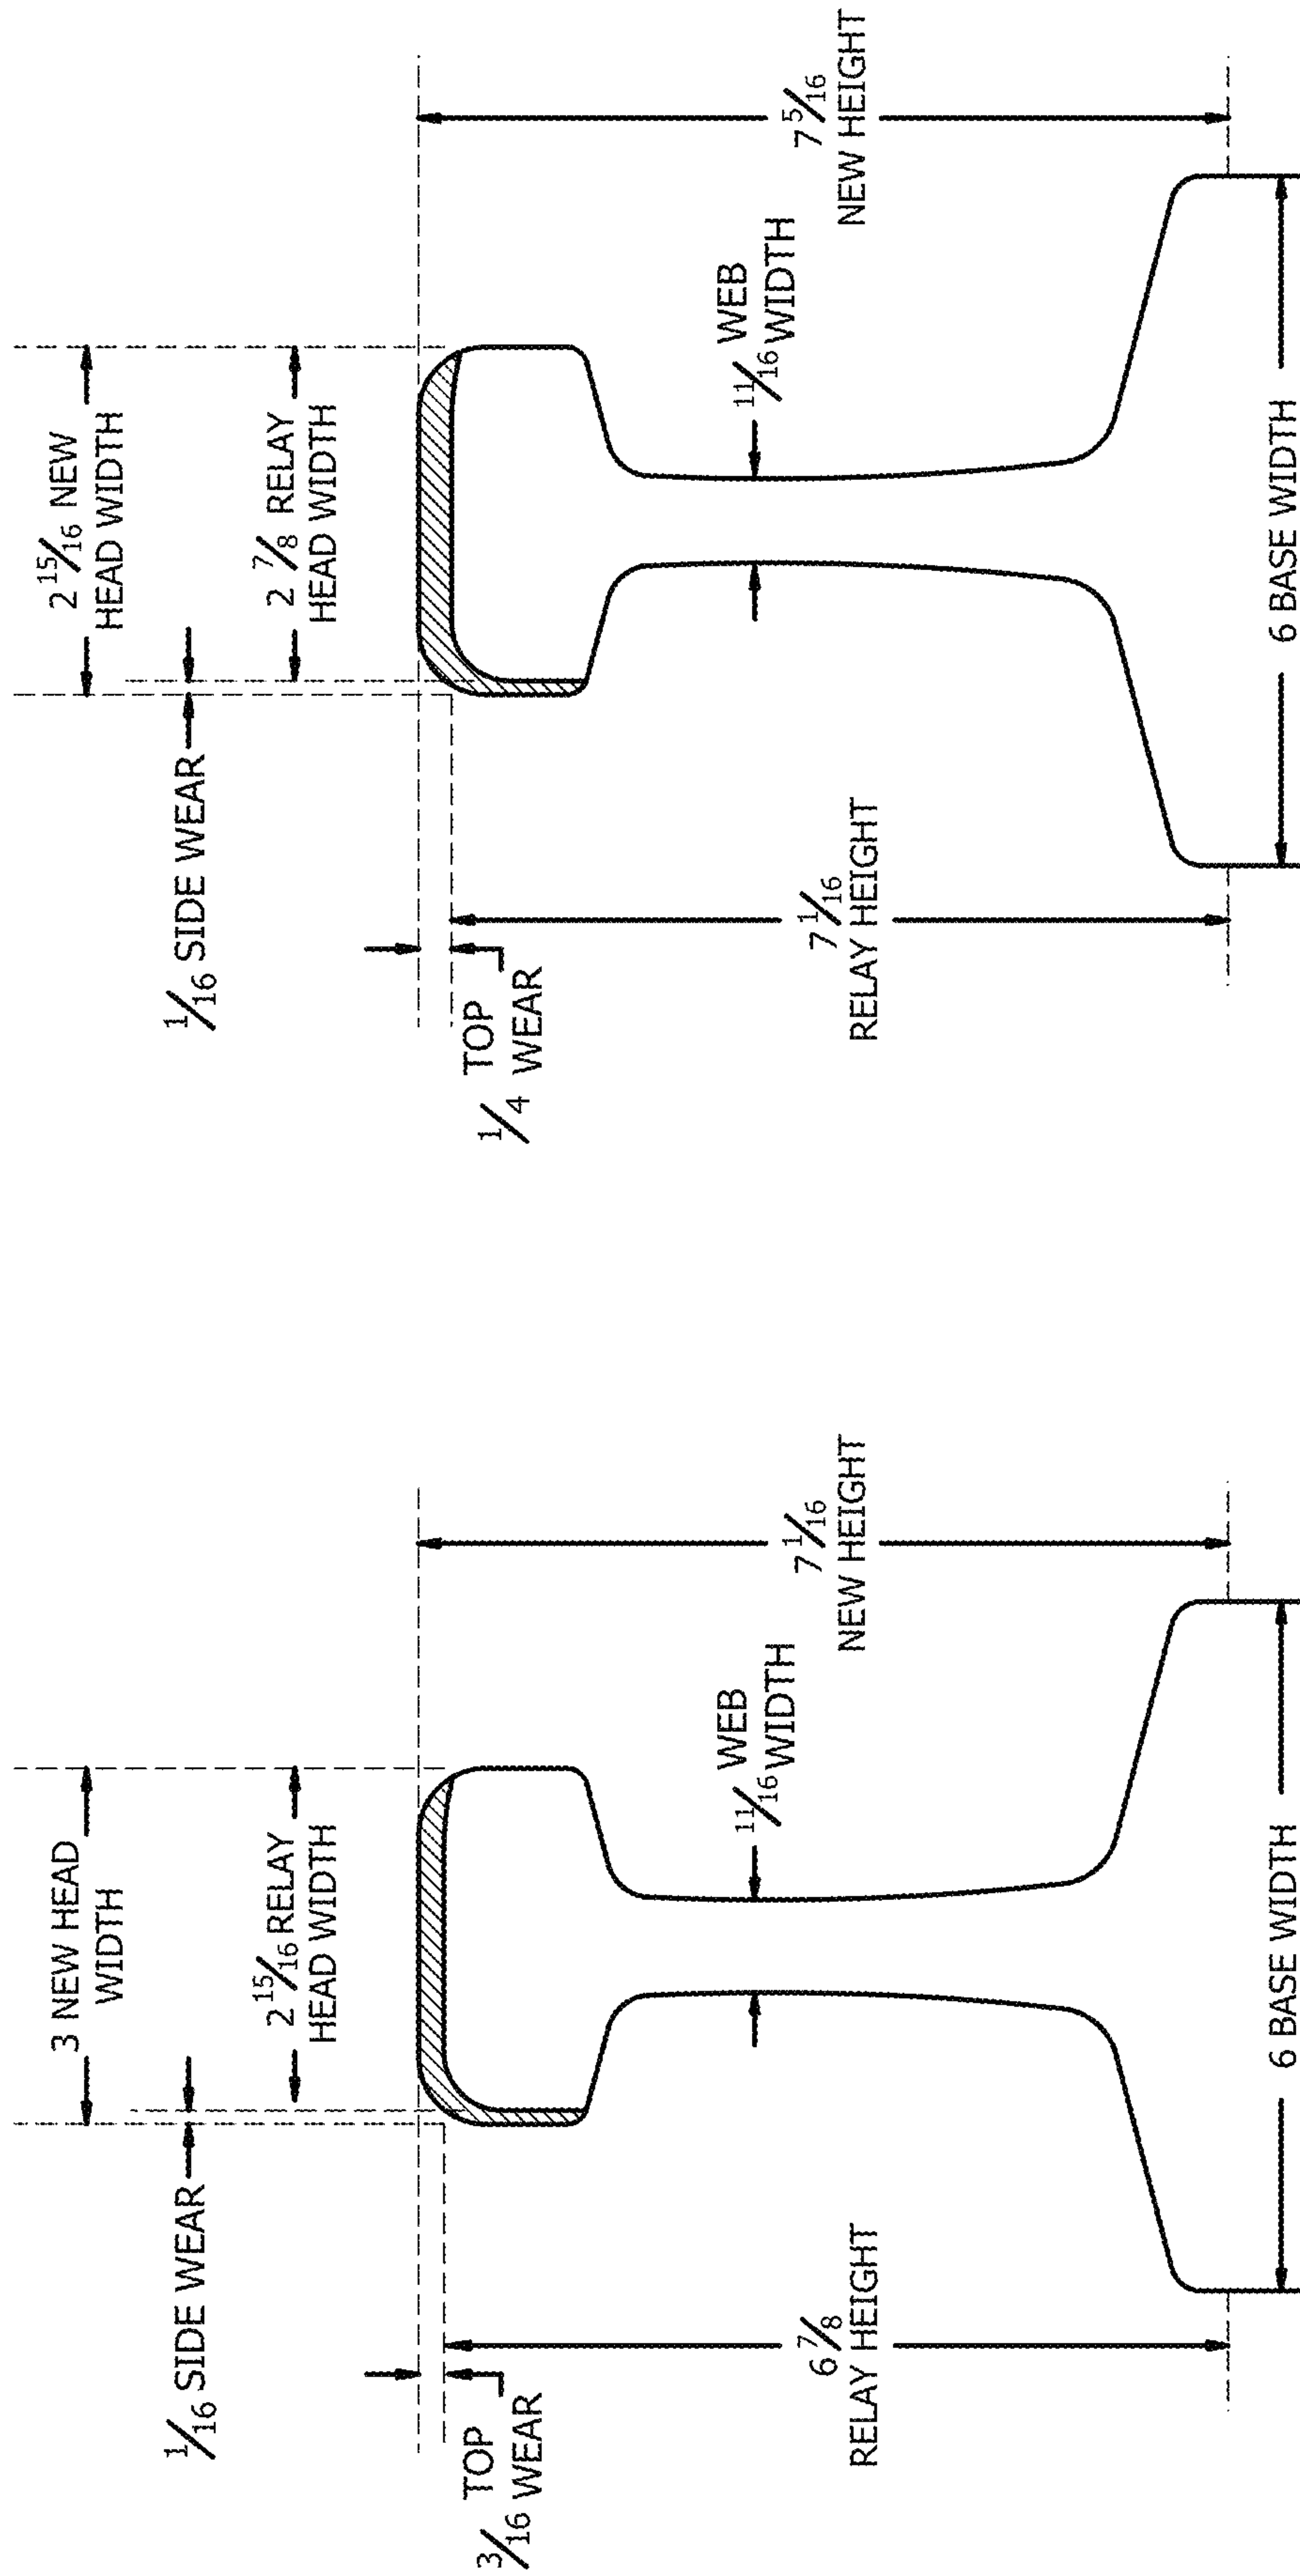 3 NEW HEAD
WIDTH
1/16 SIDE WEAR
2 15/16 RELAY
HEAD WIDTH
3/16 TOP
WEAR
11/16 WEB
WIDTH
6 7/8
RELAY HEIGHT
7 1/16
NEW HEIGHT
6 BASE WIDTH
2 15/16 NEW
HEAD WIDTH
1/16 SIDE WEAR
2 7/8 RELAY
HEAD WIDTH
1/4 TOP
WEAR
11/16 WEB
WIDTH
7 1/16
RELAY HEIGHT
7 5/16
NEW HEIGHT
6 BASE WIDTH